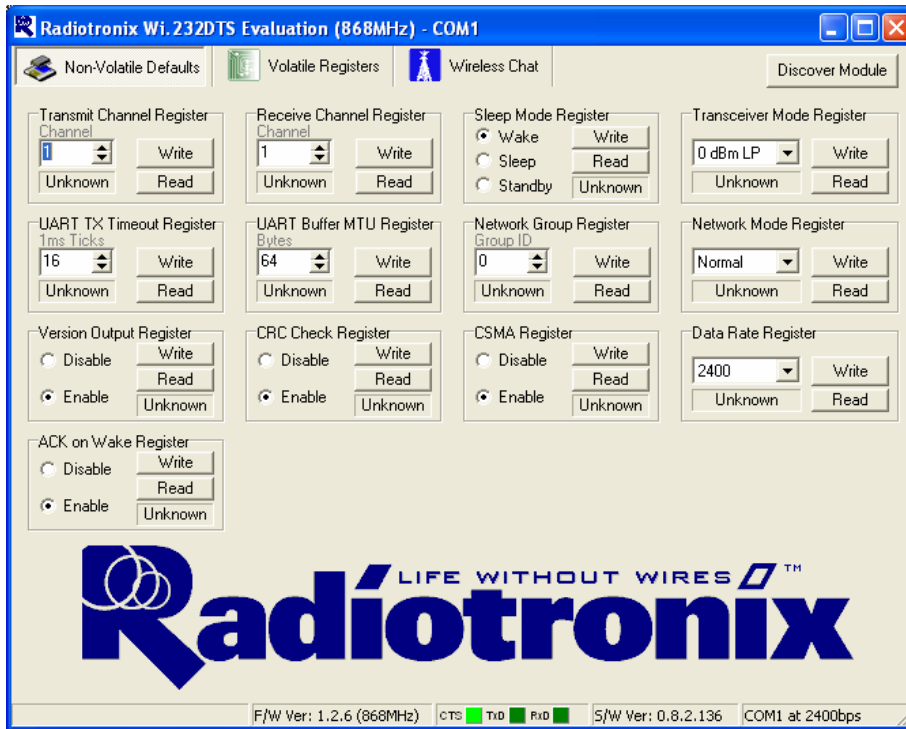 Radiotronix Wi.232DTS Evaluation (868MHz) - COM1
Non-Volatile Defaults Volatile Registers Wireless Chat Discover Module
Transmit Channel Register
Channel
1 Write
Unknown Read
Receive Channel Register
Channel
1 Write
Unknown Read
Sleep Mode Register
Wake Write
Sleep Read
Standby Unknown
Transceiver Mode Register
0 dBm LP Write
Unknown Read
UART TX Timeout Register
1ms Ticks
16 Write
Unknown Read
UART Buffer MTU Register
Bytes
64 Write
Unknown Read
Network Group Register
Group ID
0 Write
Unknown Read
Network Mode Register
Normal Write
Unknown Read
Version Output Register
Disable Write
Read
Enable Unknown
CRC Check Register
Disable Write
Read
Enable Unknown
CSMA Register
Disable Write
Read
Enable Unknown
Data Rate Register
2400 Write
Unknown Read
ACK on Wake Register
Disable Write
Read
Enable Unknown
LIFE WITHOUT WIRES ™
Radiotronix
F/W Ver: 1.2.6 (868MHz) CTS TxD RxD S/W Ver: 0.8.2.136 COM1 at 2400bps